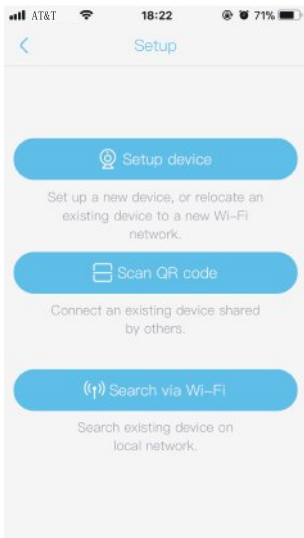 AT&T 18:22 71%
Setup
Setup device
Set up a new device, or relocate an
existing device to a new Wi-Fi
network.
Scan QR code
Connect an existing device shared
by others.
Search via Wi-Fi
Search existing device on
local network.